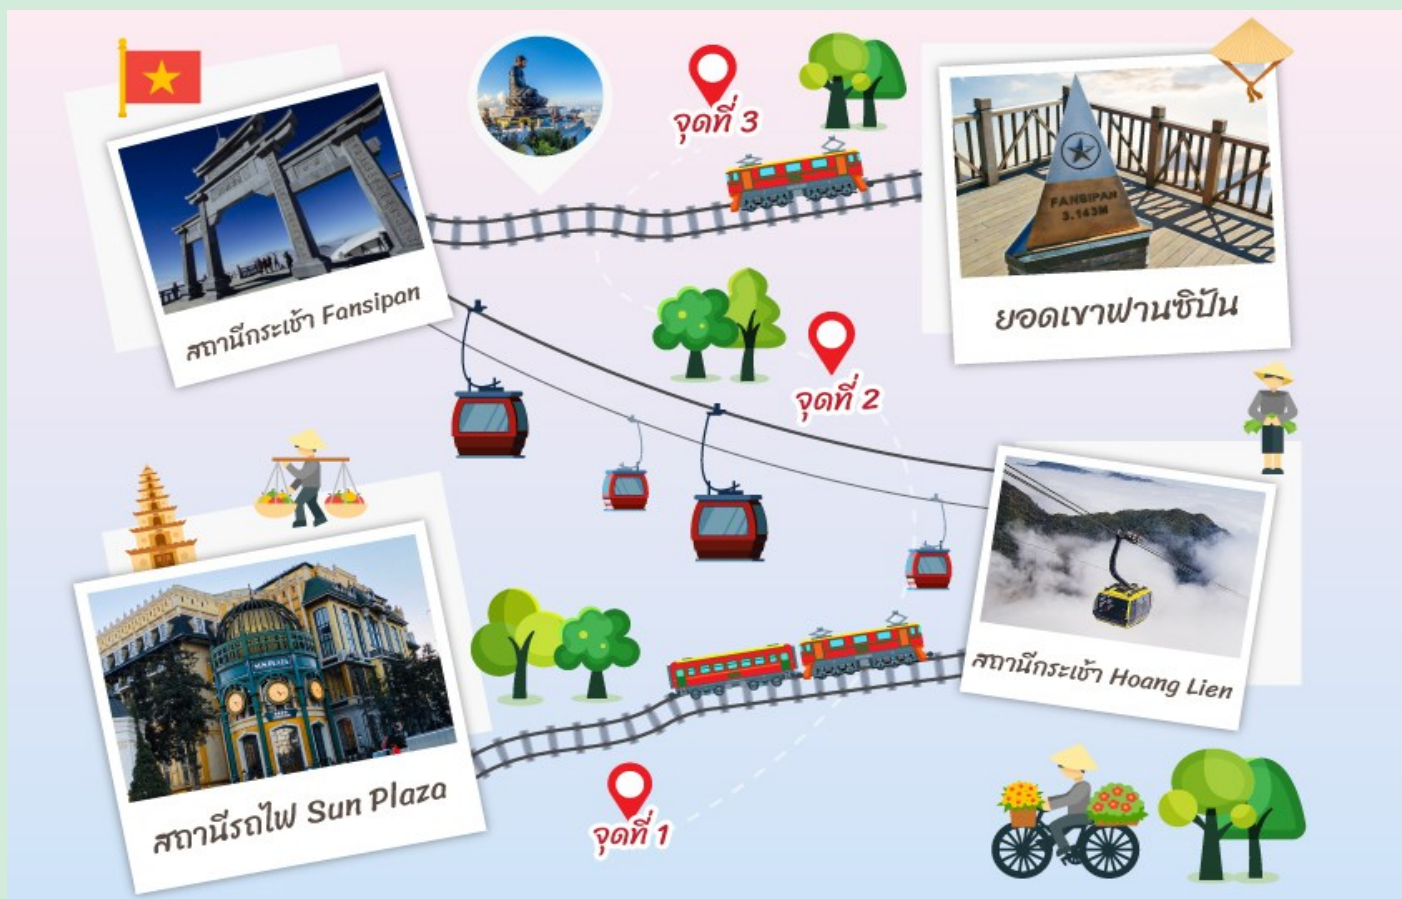 จุดที่ 3
FANSIPAN
3.143M
สถานีกระเช้า Fansipan
ยอดเขาฟานซิปัน
จุดที่ 2
SUN PLAZA
สถานีกระเช้า Hoang Lien
สถานีรถไฟ Sun Plaza
จุดที่ 1